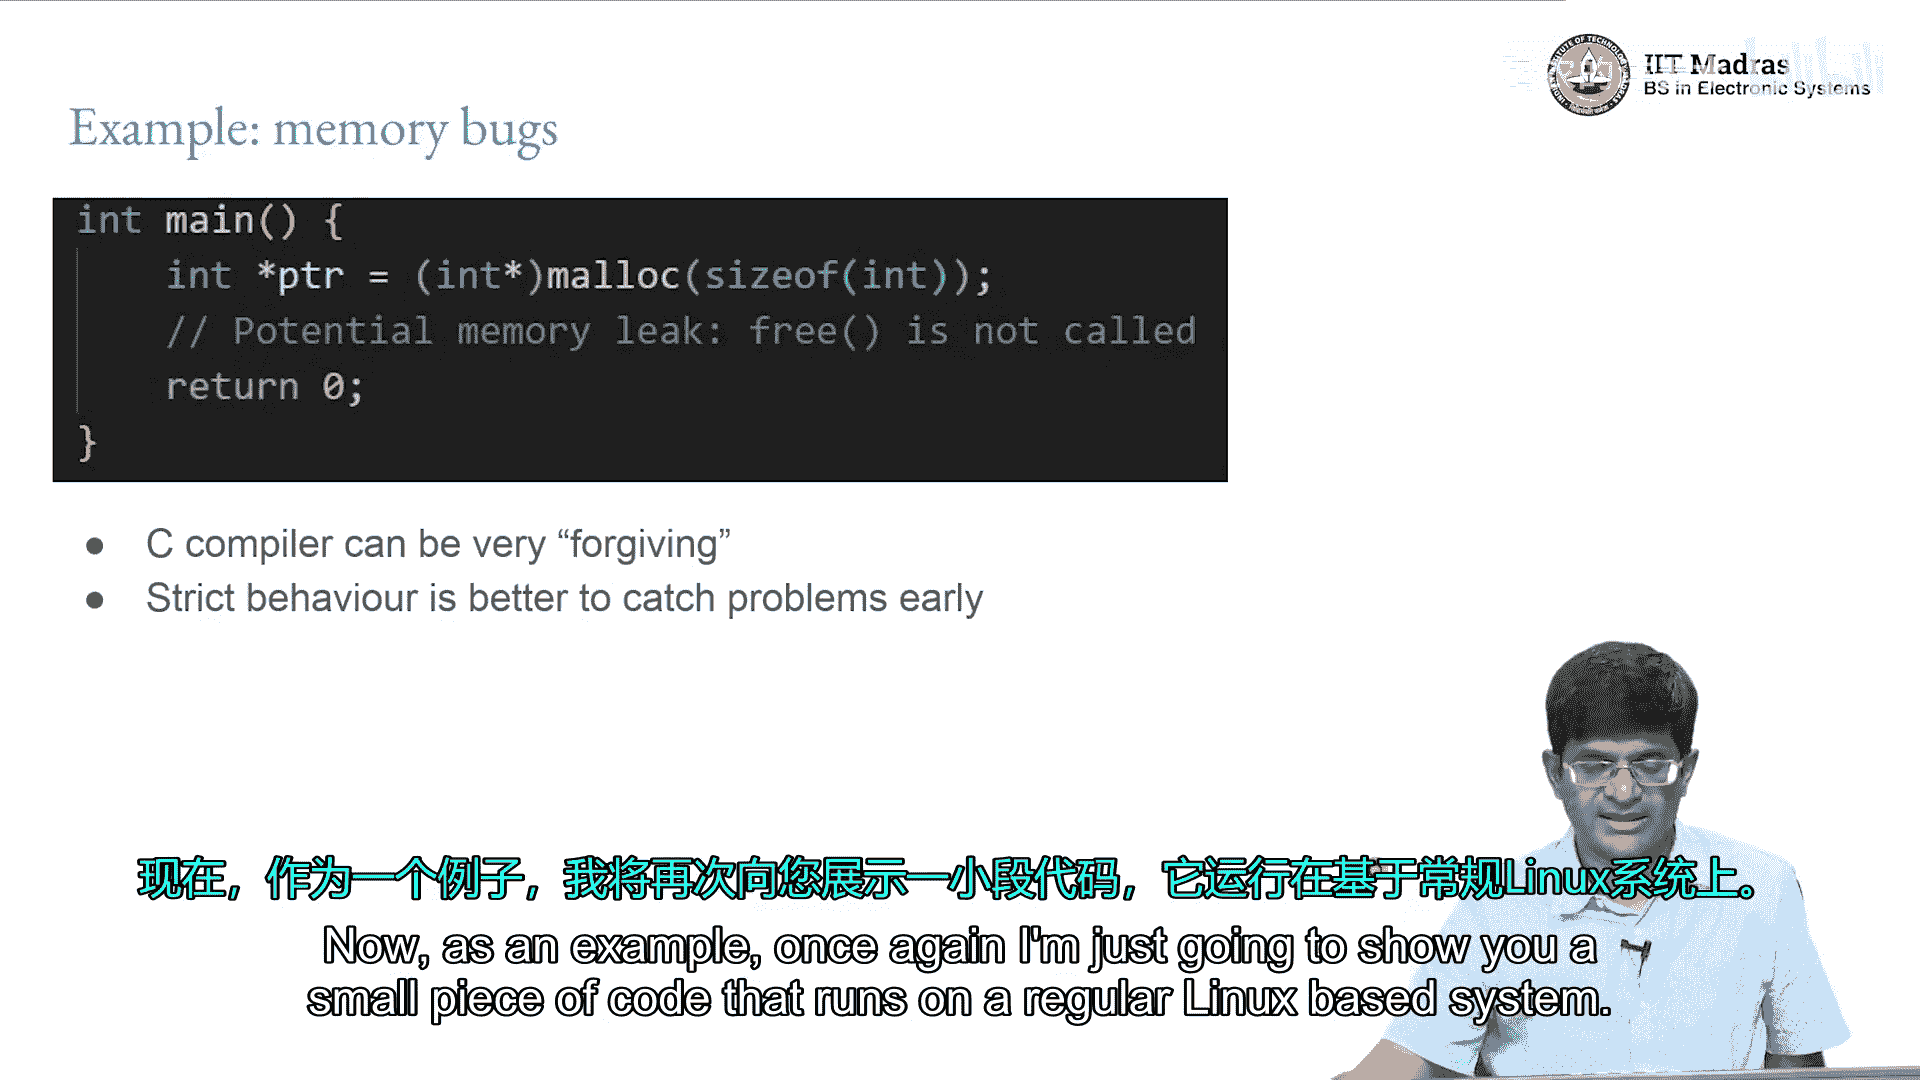 IIT Madras
BS in Electronic Systems
Example: memory bugs
int main() {
int *ptr = (int*)malloc(sizeof(int));
// Potential memory leak: free() is not called
return 0;
}
● C compiler can be very “forgiving”
● Strict behaviour is better to catch problems early
现在，作为一个例子，我将再次向您展示一小段代码，它运行在基于常规Linux系统上。
Now, as an example, once again I'm just going to show you a
small piece of code that runs on a regular Linux based system.